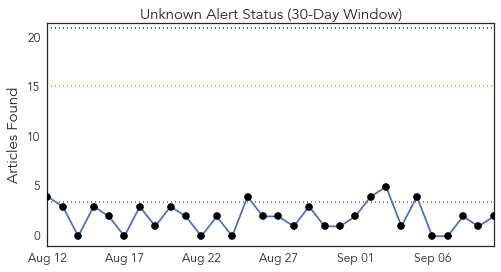 Unknown Alert Status (30-Day Window)
Articles Found
20
15
10
5
0
Aug 12 Aug 17 Aug 22 Aug 27 Sep 01 Sep 06